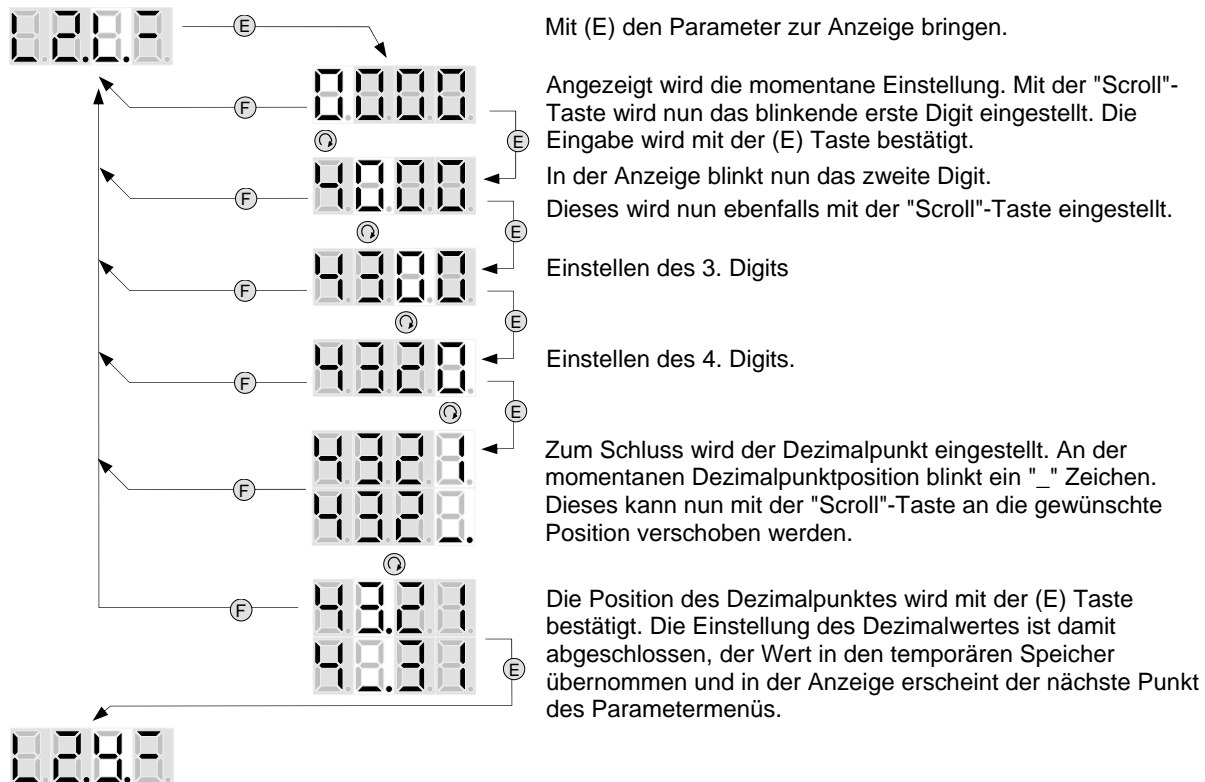 L2.L.-
E
Mit (E) den Parameter zur Anzeige bringen.
0000
F
E
Angezeigt wird die momentane Einstellung. Mit der "Scroll"-
Taste wird nun das blinkende erste Digit eingestellt. Die
Eingabe wird mit der (E) Taste bestätigt.
4000
F
E
In der Anzeige blinkt nun das zweite Digit.
Dieses wird nun ebenfalls mit der "Scroll"-Taste eingestellt.
4300
F
E
Einstellen des 3. Digits
4320
F
E
Einstellen des 4. Digits.
4321
F
432_.
Zum Schluss wird der Dezimalpunkt eingestellt. An der
momentanen Dezimalpunktposition blinkt ein "_" Zeichen.
Dieses kann nun mit der "Scroll"-Taste an die gewünschte
Position verschoben werden.
43.21
F
4_.31
E
Die Position des Dezimalpunktes wird mit der (E) Taste
bestätigt. Die Einstellung des Dezimalwertes ist damit
abgeschlossen, der Wert in den temporären Speicher
übernommen und in der Anzeige erscheint der nächste Punkt
des Parametermenüs.